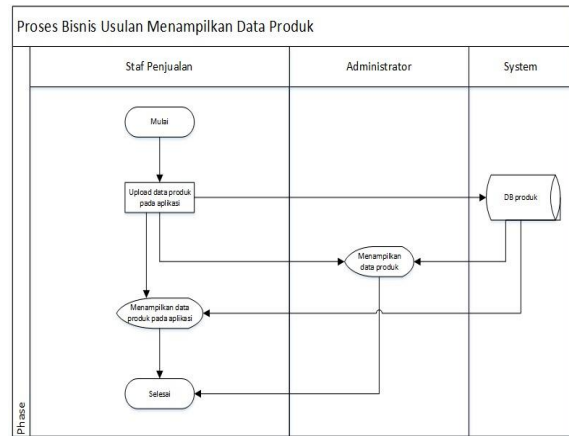 Proses Bisnis Usulan Menampilkan Data Produk
Staf Penjualan
Administrator
System
Mulai
Upload data produk
pada aplikasi
DB produk
Menampilkan
data produk
Menampilkan data
produk pada aplikasi
Selesai
Phase